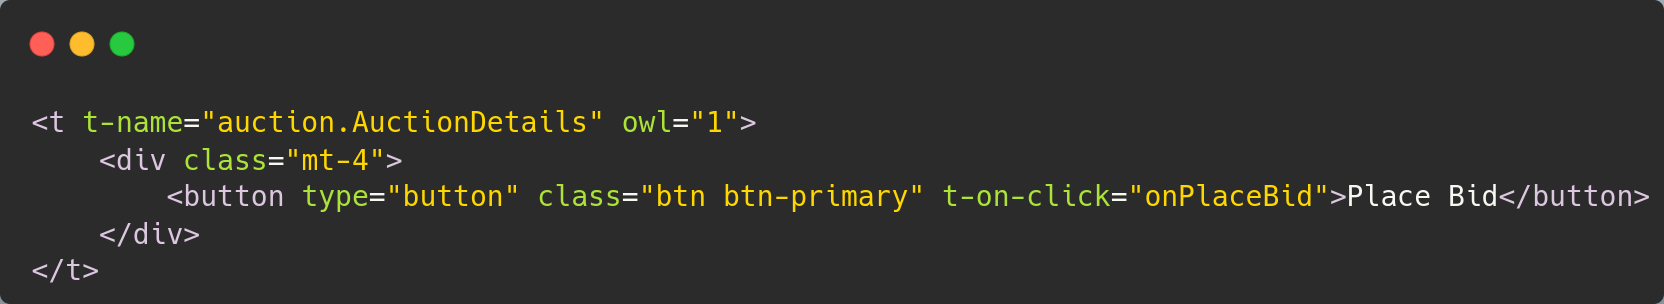 <t t-name="auction.AuctionDetails" owl="1">
    <div class="mt-4">
        <button type="button" class="btn btn-primary" t-on-click="onPlaceBid">Place Bid</button>
    </div>
</t>